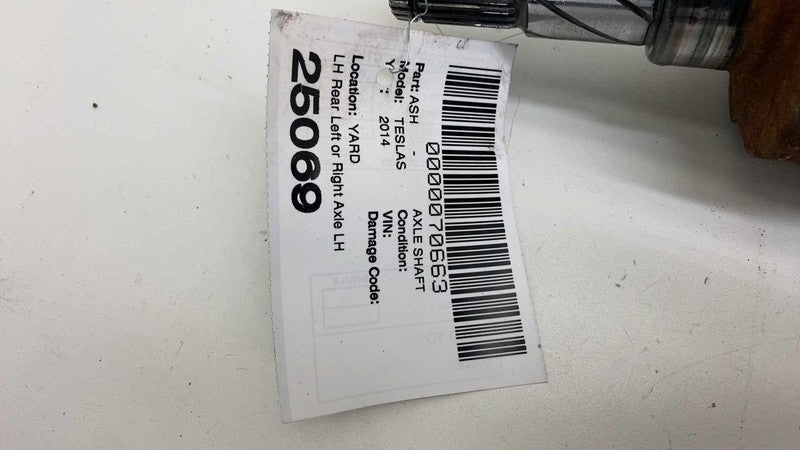 0000070663
Part: ASH - AXLE SHAFT
Model: TESLAS Condition:
Y : 2014 VIN:
Damage Code:
Location: YARD
LH Rear Left or Right Axle LH
25069